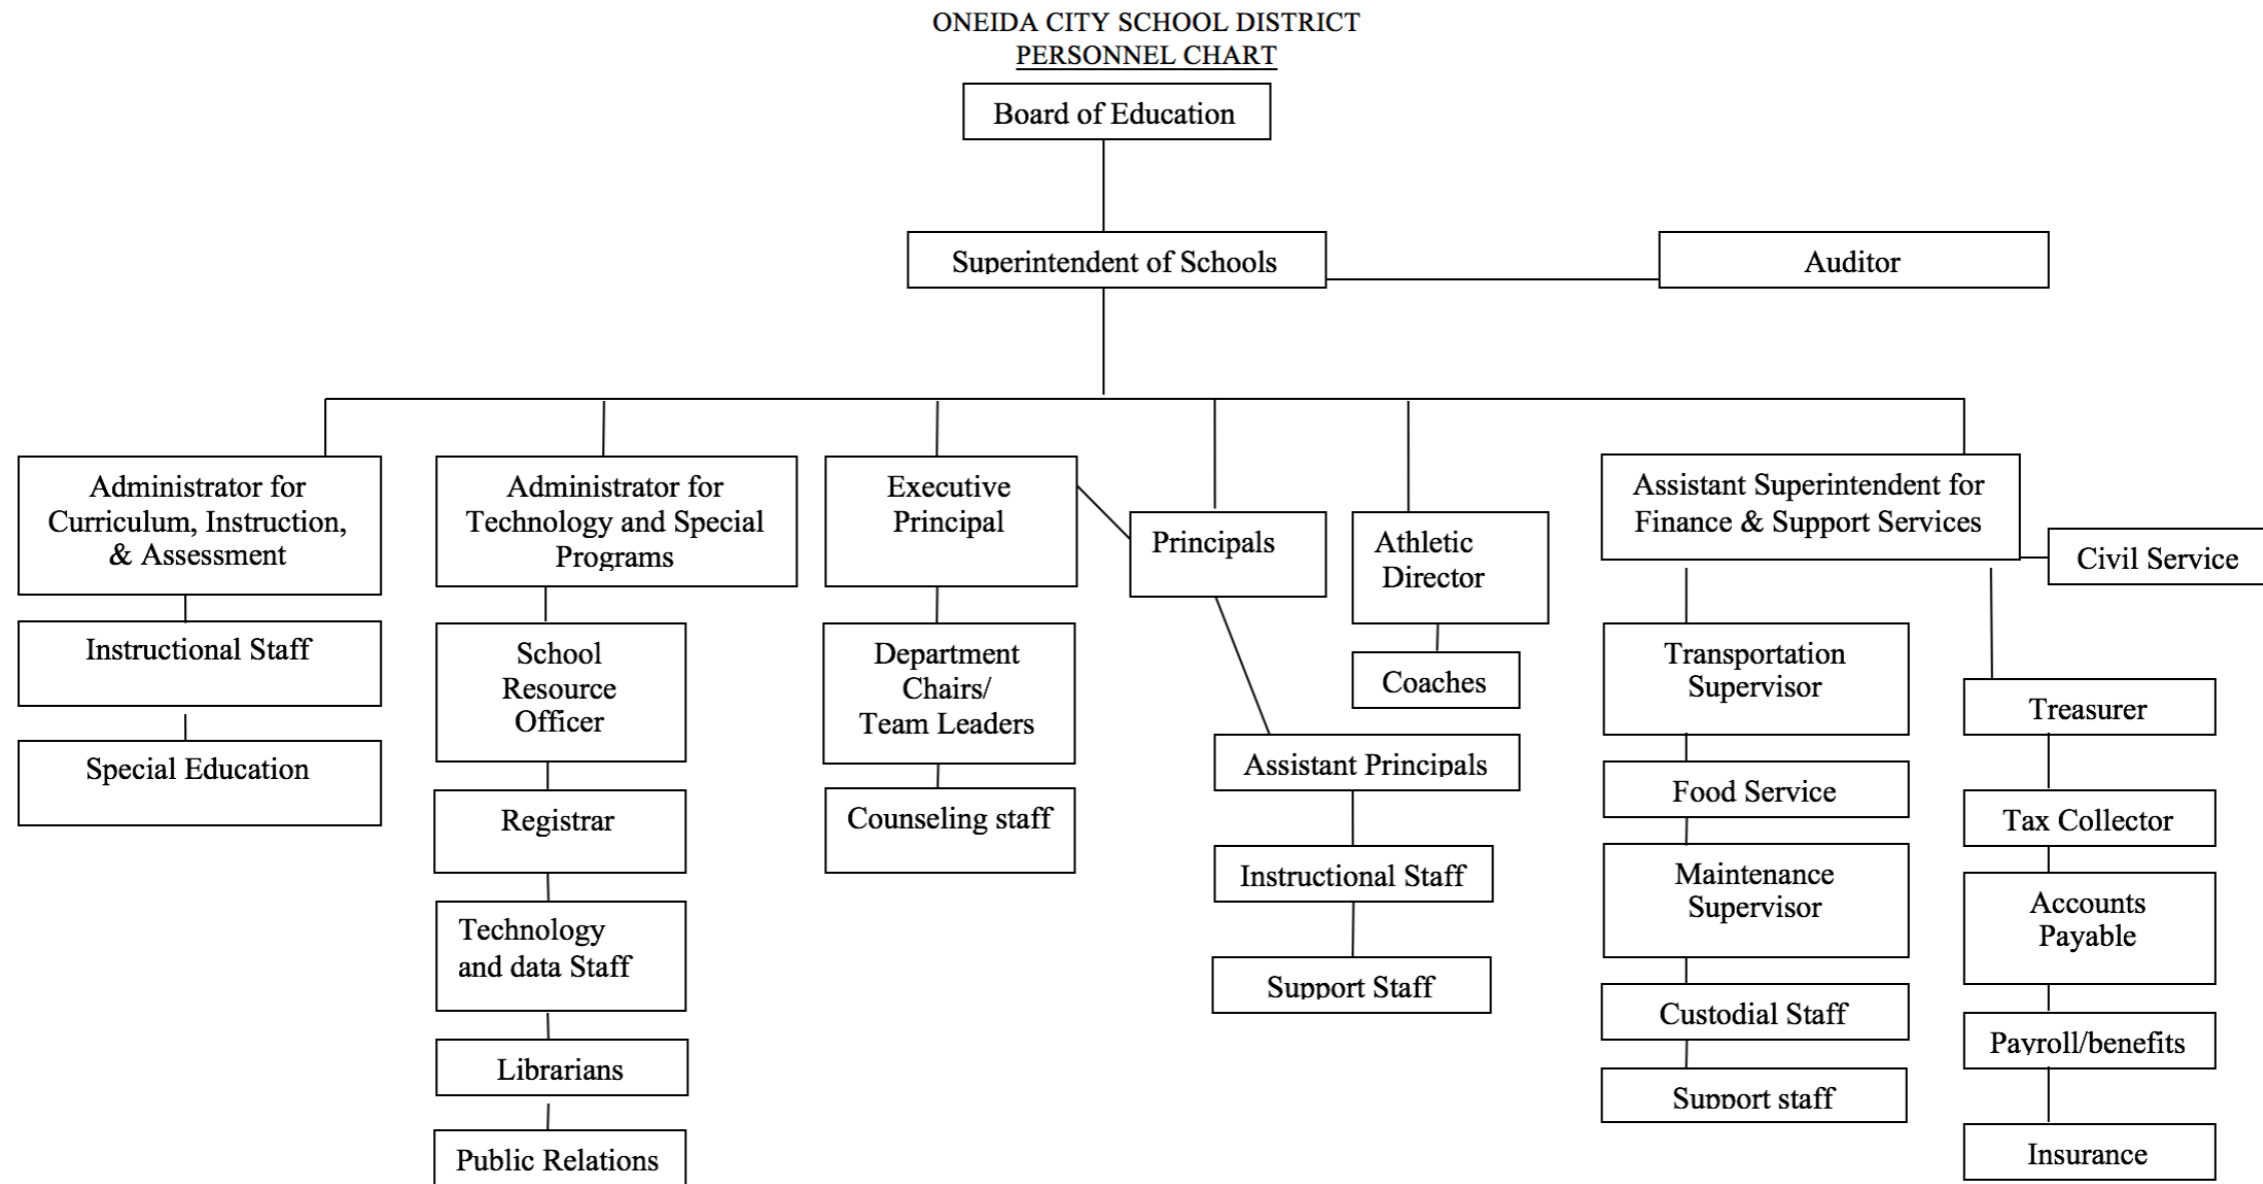 ONEIDA CITY SCHOOL DISTRICT
PERSONNEL CHART
Board of Education
Superintendent of Schools
Auditor
Administrator for
Curriculum, Instruction,
& Assessment
Administrator for
Technology and Special
Programs
Executive
Principal
Principals
Athletic
Director
Assistant Superintendent for
Finance & Support Services
Civil Service
Instructional Staff
Special Education
School
Resource
Officer
Registrar
Technology
and data Staff
Librarians
Public Relations
Department
Chairs/
Team Leaders
Counseling staff
Assistant Principals
Instructional Staff
Support Staff
Coaches
Transportation
Supervisor
Food Service
Maintenance
Supervisor
Custodial Staff
Support staff
Treasurer
Tax Collector
Accounts
Payable
Payroll/benefits
Insurance